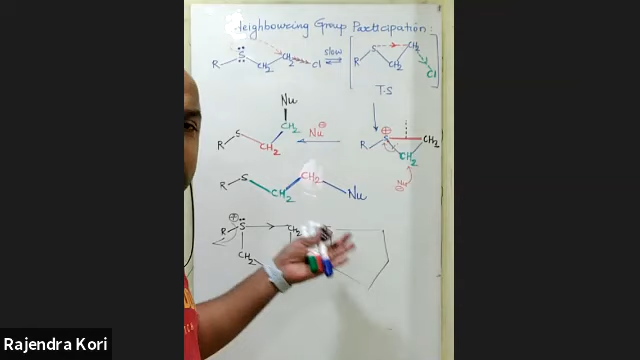 Neighbouring Group Participation:
R S CH2 CH2 Cl slow R S CH2 CH2 Cl
T.S
Nu
R S CH2 CH2 Nu⊖ R S⊕ CH2 CH2
Nu⊖
R S CH2 CH2 Nu
⊕
R S CH2
CH2
Rajendra Kori